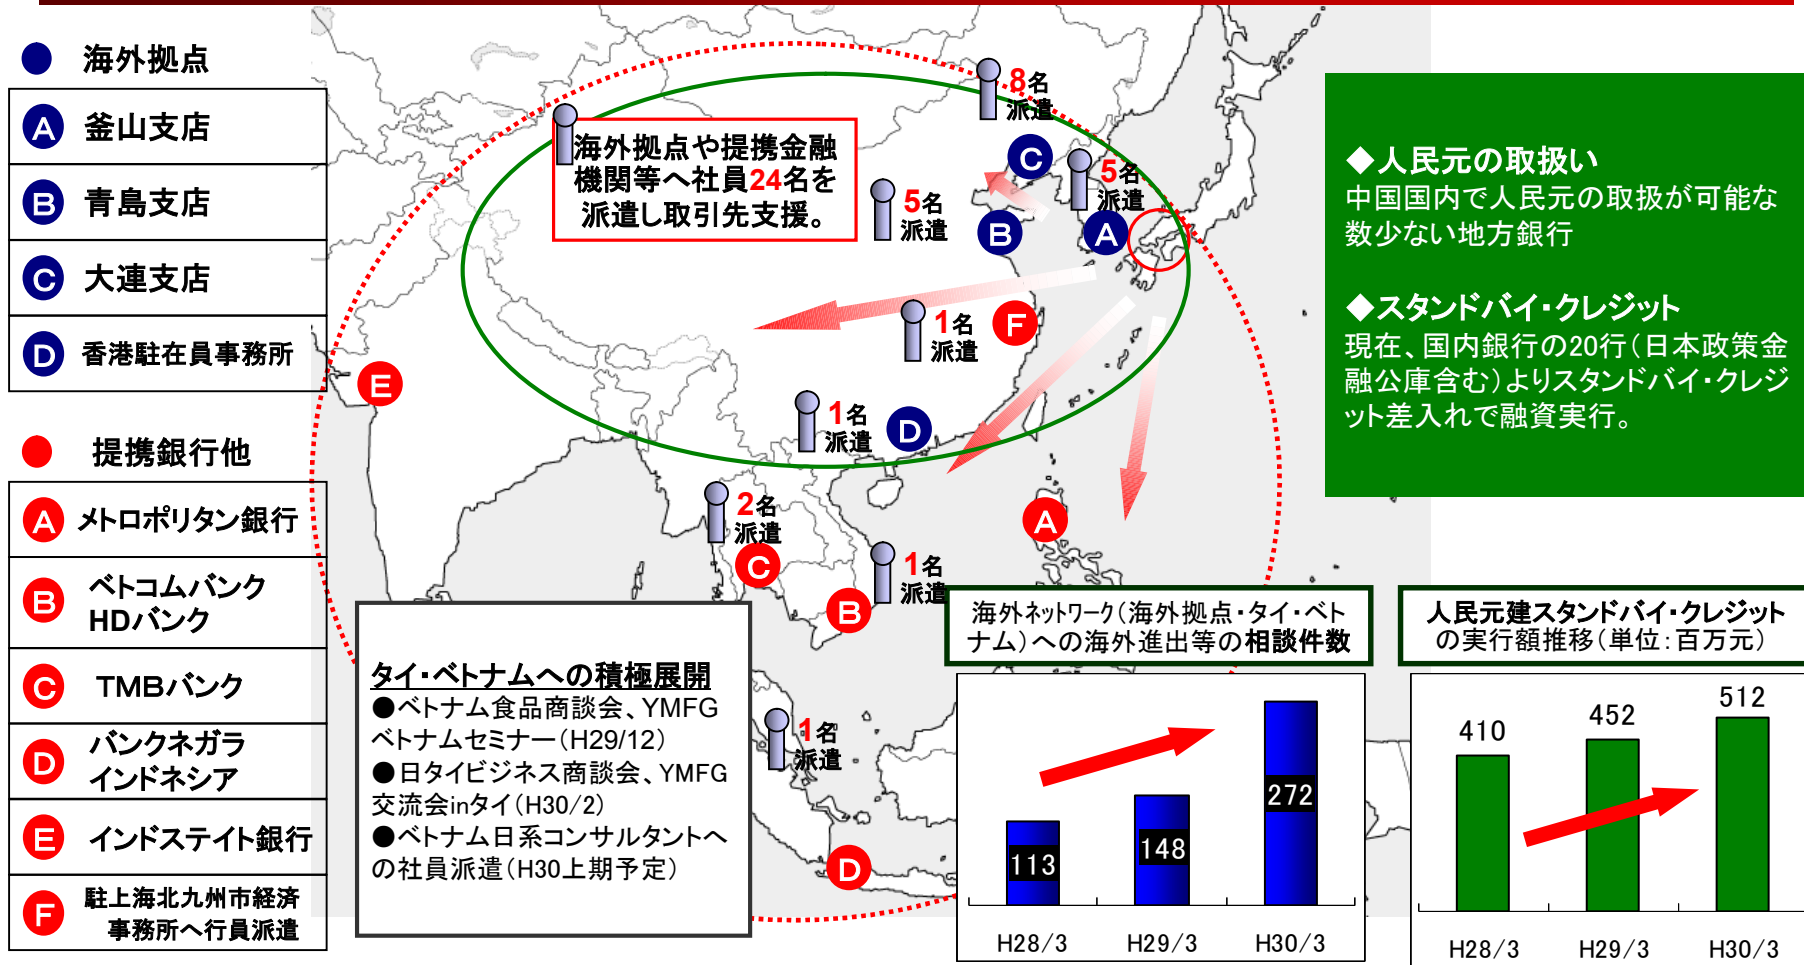 海外拠点
A 釜山支店
B 青島支店
C 大連支店
D 香港駐在員事務所
提携銀行他
A メトロポリタン銀行
B ベトコムバンク
HDバンク
C TMBバンク
D バンクネガラ
インドネシア
E インドステイト銀行
F 駐上海北九州市経済
事務所へ行員派遣
海外拠点や提携金融
機関等へ社員24名を
派遣し取引先支援。
8名
派遣
C
5名
派遣
5名
派遣
B
A
1名
派遣
F
E
1名
派遣
D
2名
派遣
C
A
1名
派遣
B
1名
派遣
D
◆人民元の取扱い
中国国内で人民元の取扱が可能な
数少ない地方銀行
◆スタンドバイ・クレジット
現在、国内銀行の20行(日本政策金
融公庫含む)よりスタンドバイ・クレジ
ット差入れで融資実行。
タイ・ベトナムへの積極展開
●ベトナム食品商談会、YMFG
ベトナムセミナー(H29/12)
●日タイビジネス商談会、YMFG
交流会inタイ(H30/2)
●ベトナム日系コンサルタントへ
の社員派遣(H30上期予定)
海外ネットワーク(海外拠点・タイ・ベト
ナム)への海外進出等の相談件数
113
148
272
H28/3 H29/3 H30/3
人民元建スタンドバイ・クレジット
の実行額推移(単位:百万元)
410
452
512
H28/3 H29/3 H30/3